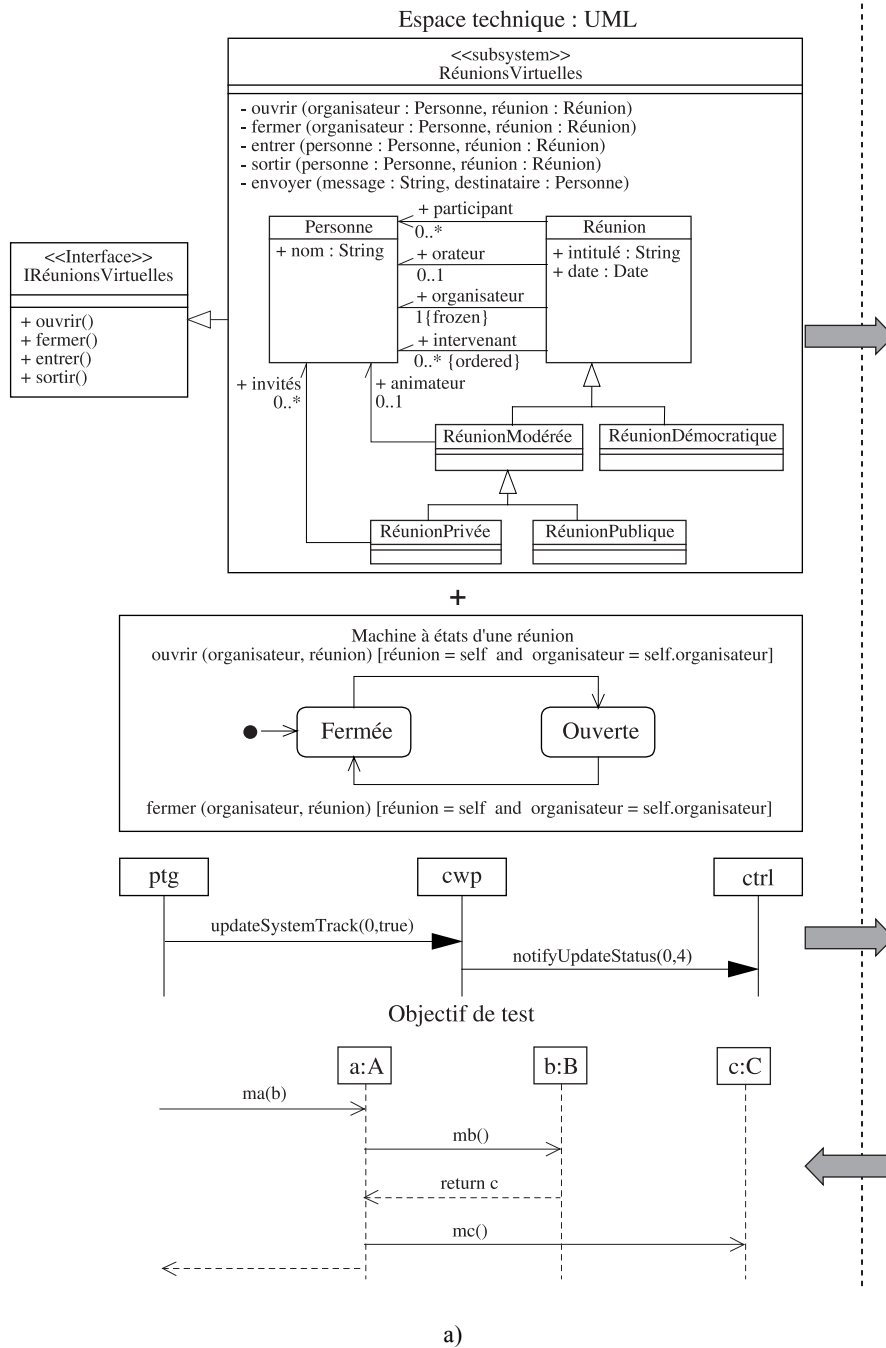 Espace technique : UML
<<subsystem>>
RéunionsVirtuelles
- ouvrir (organisateur : Personne, réunion : Réunion)
- fermer (organisateur : Personne, réunion : Réunion)
- entrer (personne : Personne, réunion : Réunion)
- sortir (personne : Personne, réunion : Réunion)
- envoyer (message : String, destinataire : Personne)
<<Interface>>
IRéunionsVirtuelles
+ ouvrir()
+ fermer()
+ entrer()
+ sortir()
Personne
+ nom : String
+ participant
0..*
+ orateur
0..1
+ organisateur
1{frozen}
+ intervenant
0..* {ordered}
Réunion
+ intitulé : String
+ date : Date
+ invités
0..*
+ animateur
0..1
RéunionModérée
RéunionDémocratique
RéunionPrivée
RéunionPublique
+
Machine à états d'une réunion
ouvrir (organisateur, réunion) [réunion = self and organisateur = self.organisateur]
Fermée
Ouverte
fermer (organisateur, réunion) [réunion = self and organisateur = self.organisateur]
ptg
cwp
ctrl
updateSystemTrack(0,true)
notifyUpdateStatus(0,4)
Objectif de test
a:A
b:B
c:C
ma(b)
mb()
return c
mc()
a)